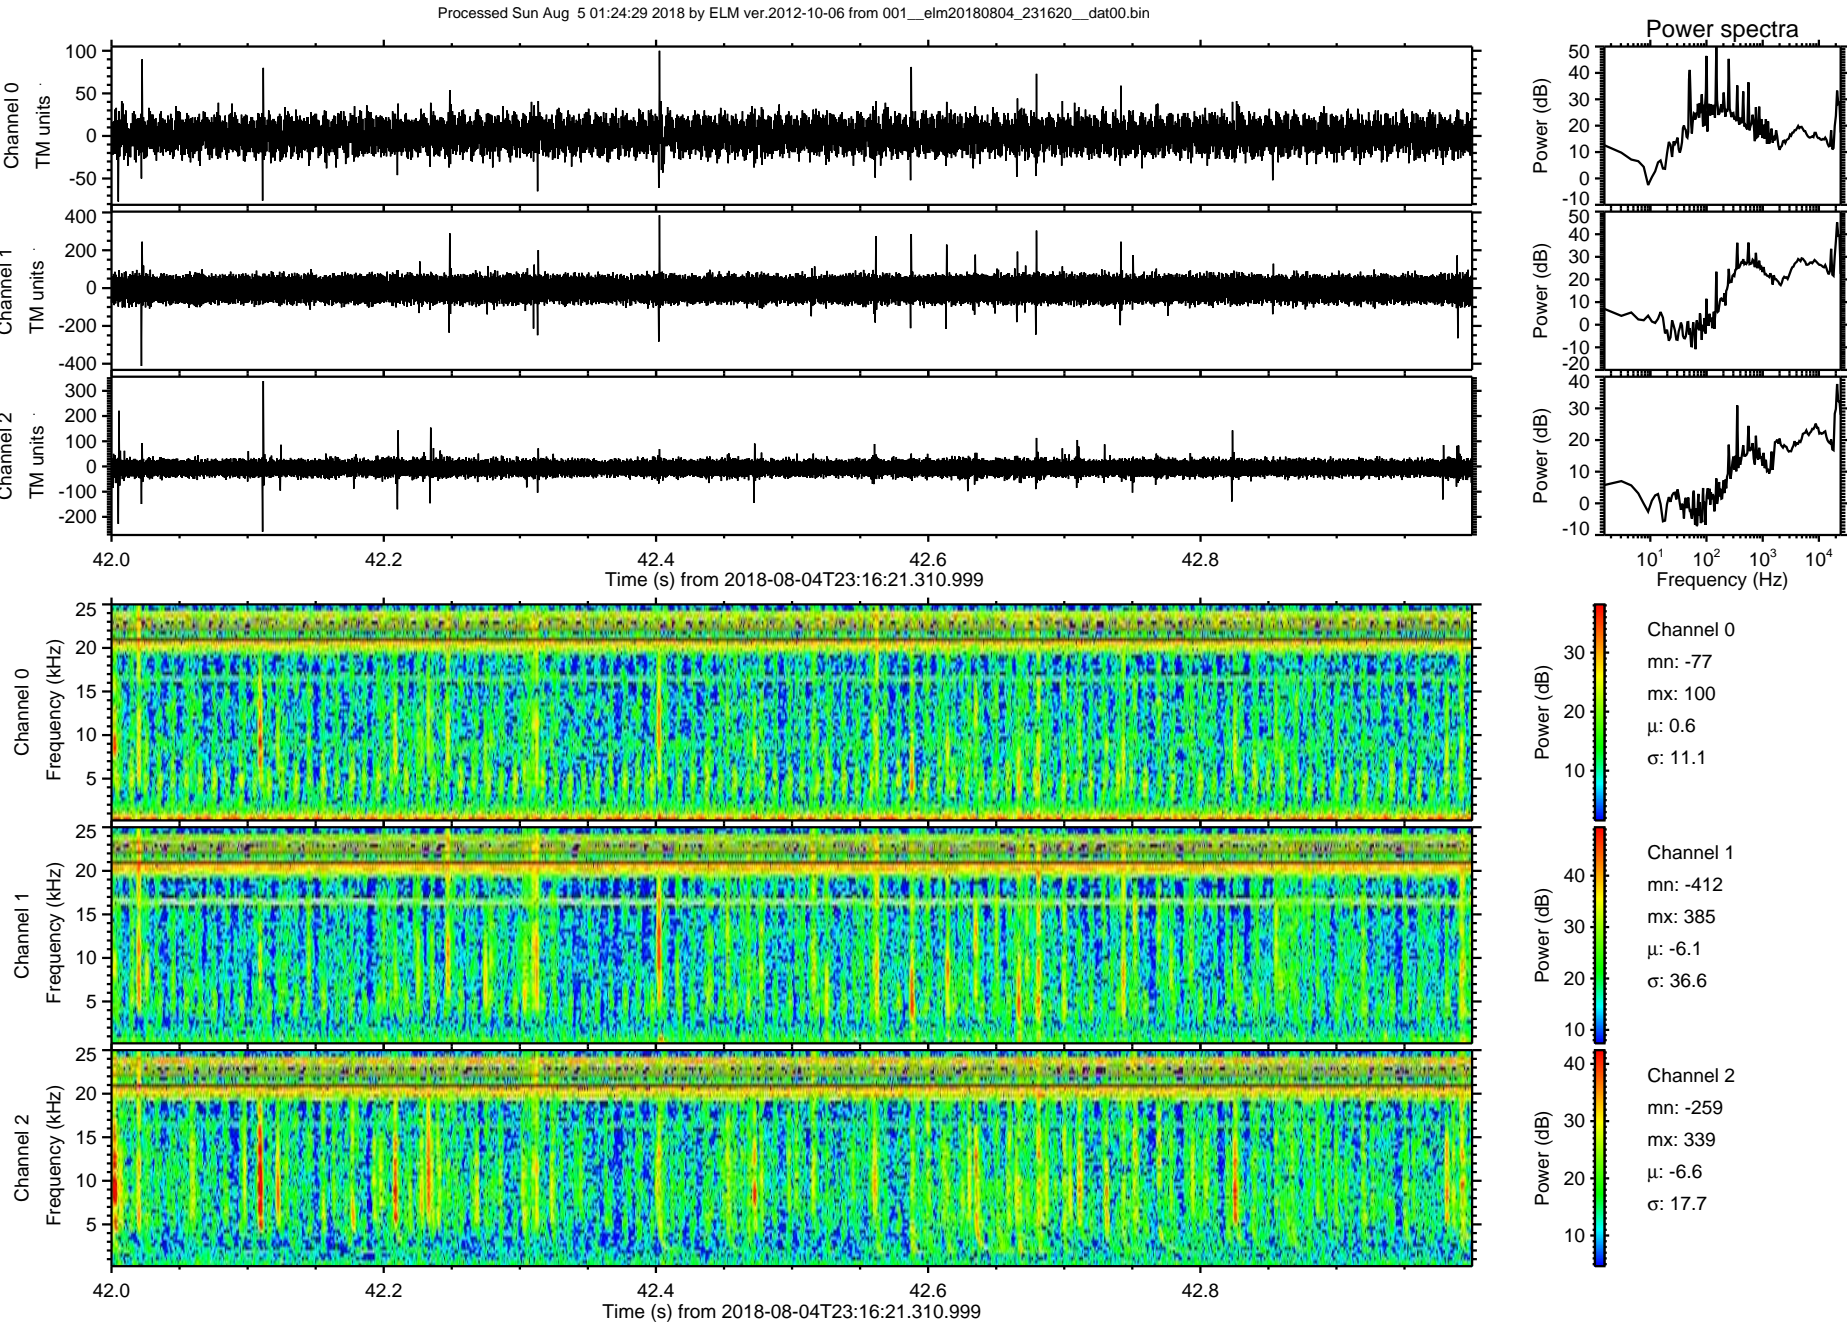 Processed Sun Aug  5 01:24:29 2018 by ELM ver.2012-10-06 from 001__elm20180804_231620__dat00.bin
Power spectra
Channel 0
TM units
100
50
0
-50
Power (dB)
50
40
30
20
10
0
-10
Channel 1
TM units
400
200
0
-200
-400
Power (dB)
50
40
30
20
10
0
-10
-20
Channel 2
TM units
300
200
100
0
-100
-200
Power (dB)
40
30
20
10
0
-10
42.0 42.2 42.4 42.6 42.8
Time (s) from 2018-08-04T23:16:21.310.999
10¹ 10² 10³ 10⁴
Frequency (Hz)
Channel 0
Frequency (kHz)
25
20
15
10
5
Power (dB)
30
20
10
Channel 0
mn: -77
mx: 100
μ: 0.6
σ: 11.1
Channel 1
Frequency (kHz)
25
20
15
10
5
Power (dB)
40
30
20
10
Channel 1
mn: -412
mx: 385
μ: -6.1
σ: 36.6
Channel 2
Frequency (kHz)
25
20
15
10
5
Power (dB)
40
30
20
10
Channel 2
mn: -259
mx: 339
μ: -6.6
σ: 17.7
42.0 42.2 42.4 42.6 42.8
Time (s) from 2018-08-04T23:16:21.310.999